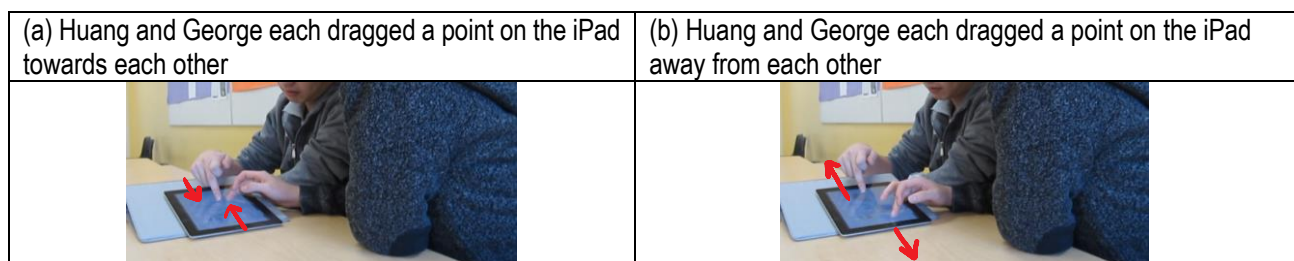 (a) Huang and George each dragged a point on the iPad
towards each other
(b) Huang and George each dragged a point on the iPad
away from each other